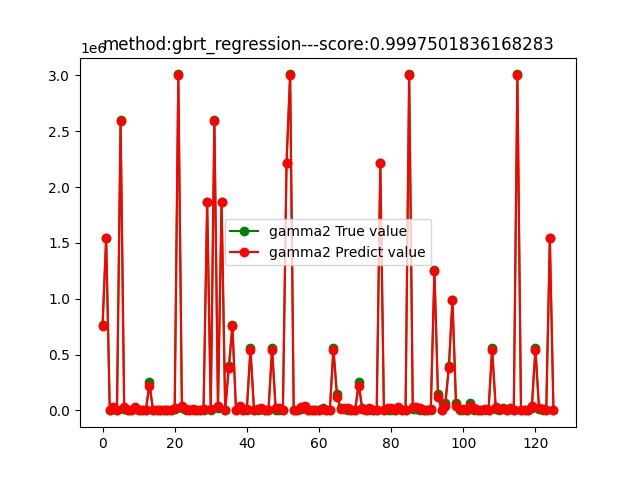 1e6
method:gbrt_regression---score:0.9997501836168283
3.0
2.5
2.0
1.5
1.0
0.5
0.0
gamma2 True value
gamma2 Predict value
0 20 40 60 80 100 120